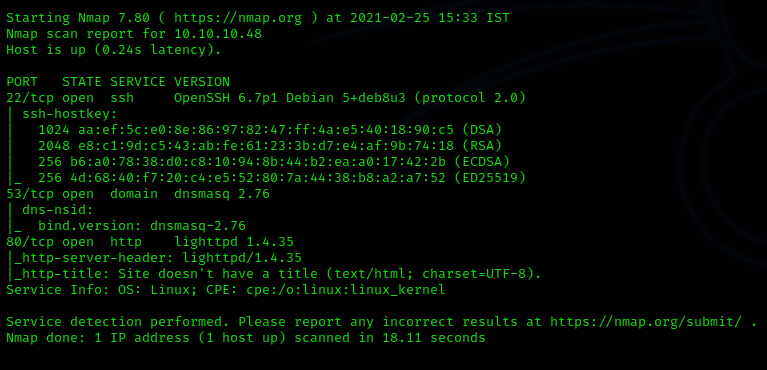 Starting Nmap 7.80 ( https://nmap.org ) at 2021-02-25 15:33 IST
Nmap scan report for 10.10.10.48
Host is up (0.24s latency).
PORT   STATE SERVICE VERSION
22/tcp open  ssh     OpenSSH 6.7p1 Debian 5+deb8u3 (protocol 2.0)
| ssh-hostkey:
|   1024 aa:ef:5c:e0:8e:86:97:82:47:ff:4a:e5:40:18:90:c5 (DSA)
|   2048 e8:c1:9d:c5:43:ab:fe:61:23:3b:d7:e4:af:9b:74:18 (RSA)
|   256 b6:a0:78:38:d0:c8:10:94:8b:44:b2:ea:a0:17:42:2b (ECDSA)
|_  256 4d:68:40:f7:20:c4:e5:52:80:7a:44:38:b8:a2:a7:52 (ED25519)
53/tcp open  domain  dnsmasq 2.76
| dns-nsid:
|_  bind.version: dnsmasq-2.76
80/tcp open  http    lighttpd 1.4.35
|_http-server-header: lighttpd/1.4.35
|_http-title: Site doesn't have a title (text/html; charset=UTF-8).
Service Info: OS: Linux; CPE: cpe:/o:linux:linux_kernel
Service detection performed. Please report any incorrect results at https://nmap.org/submit/ .
Nmap done: 1 IP address (1 host up) scanned in 18.11 seconds